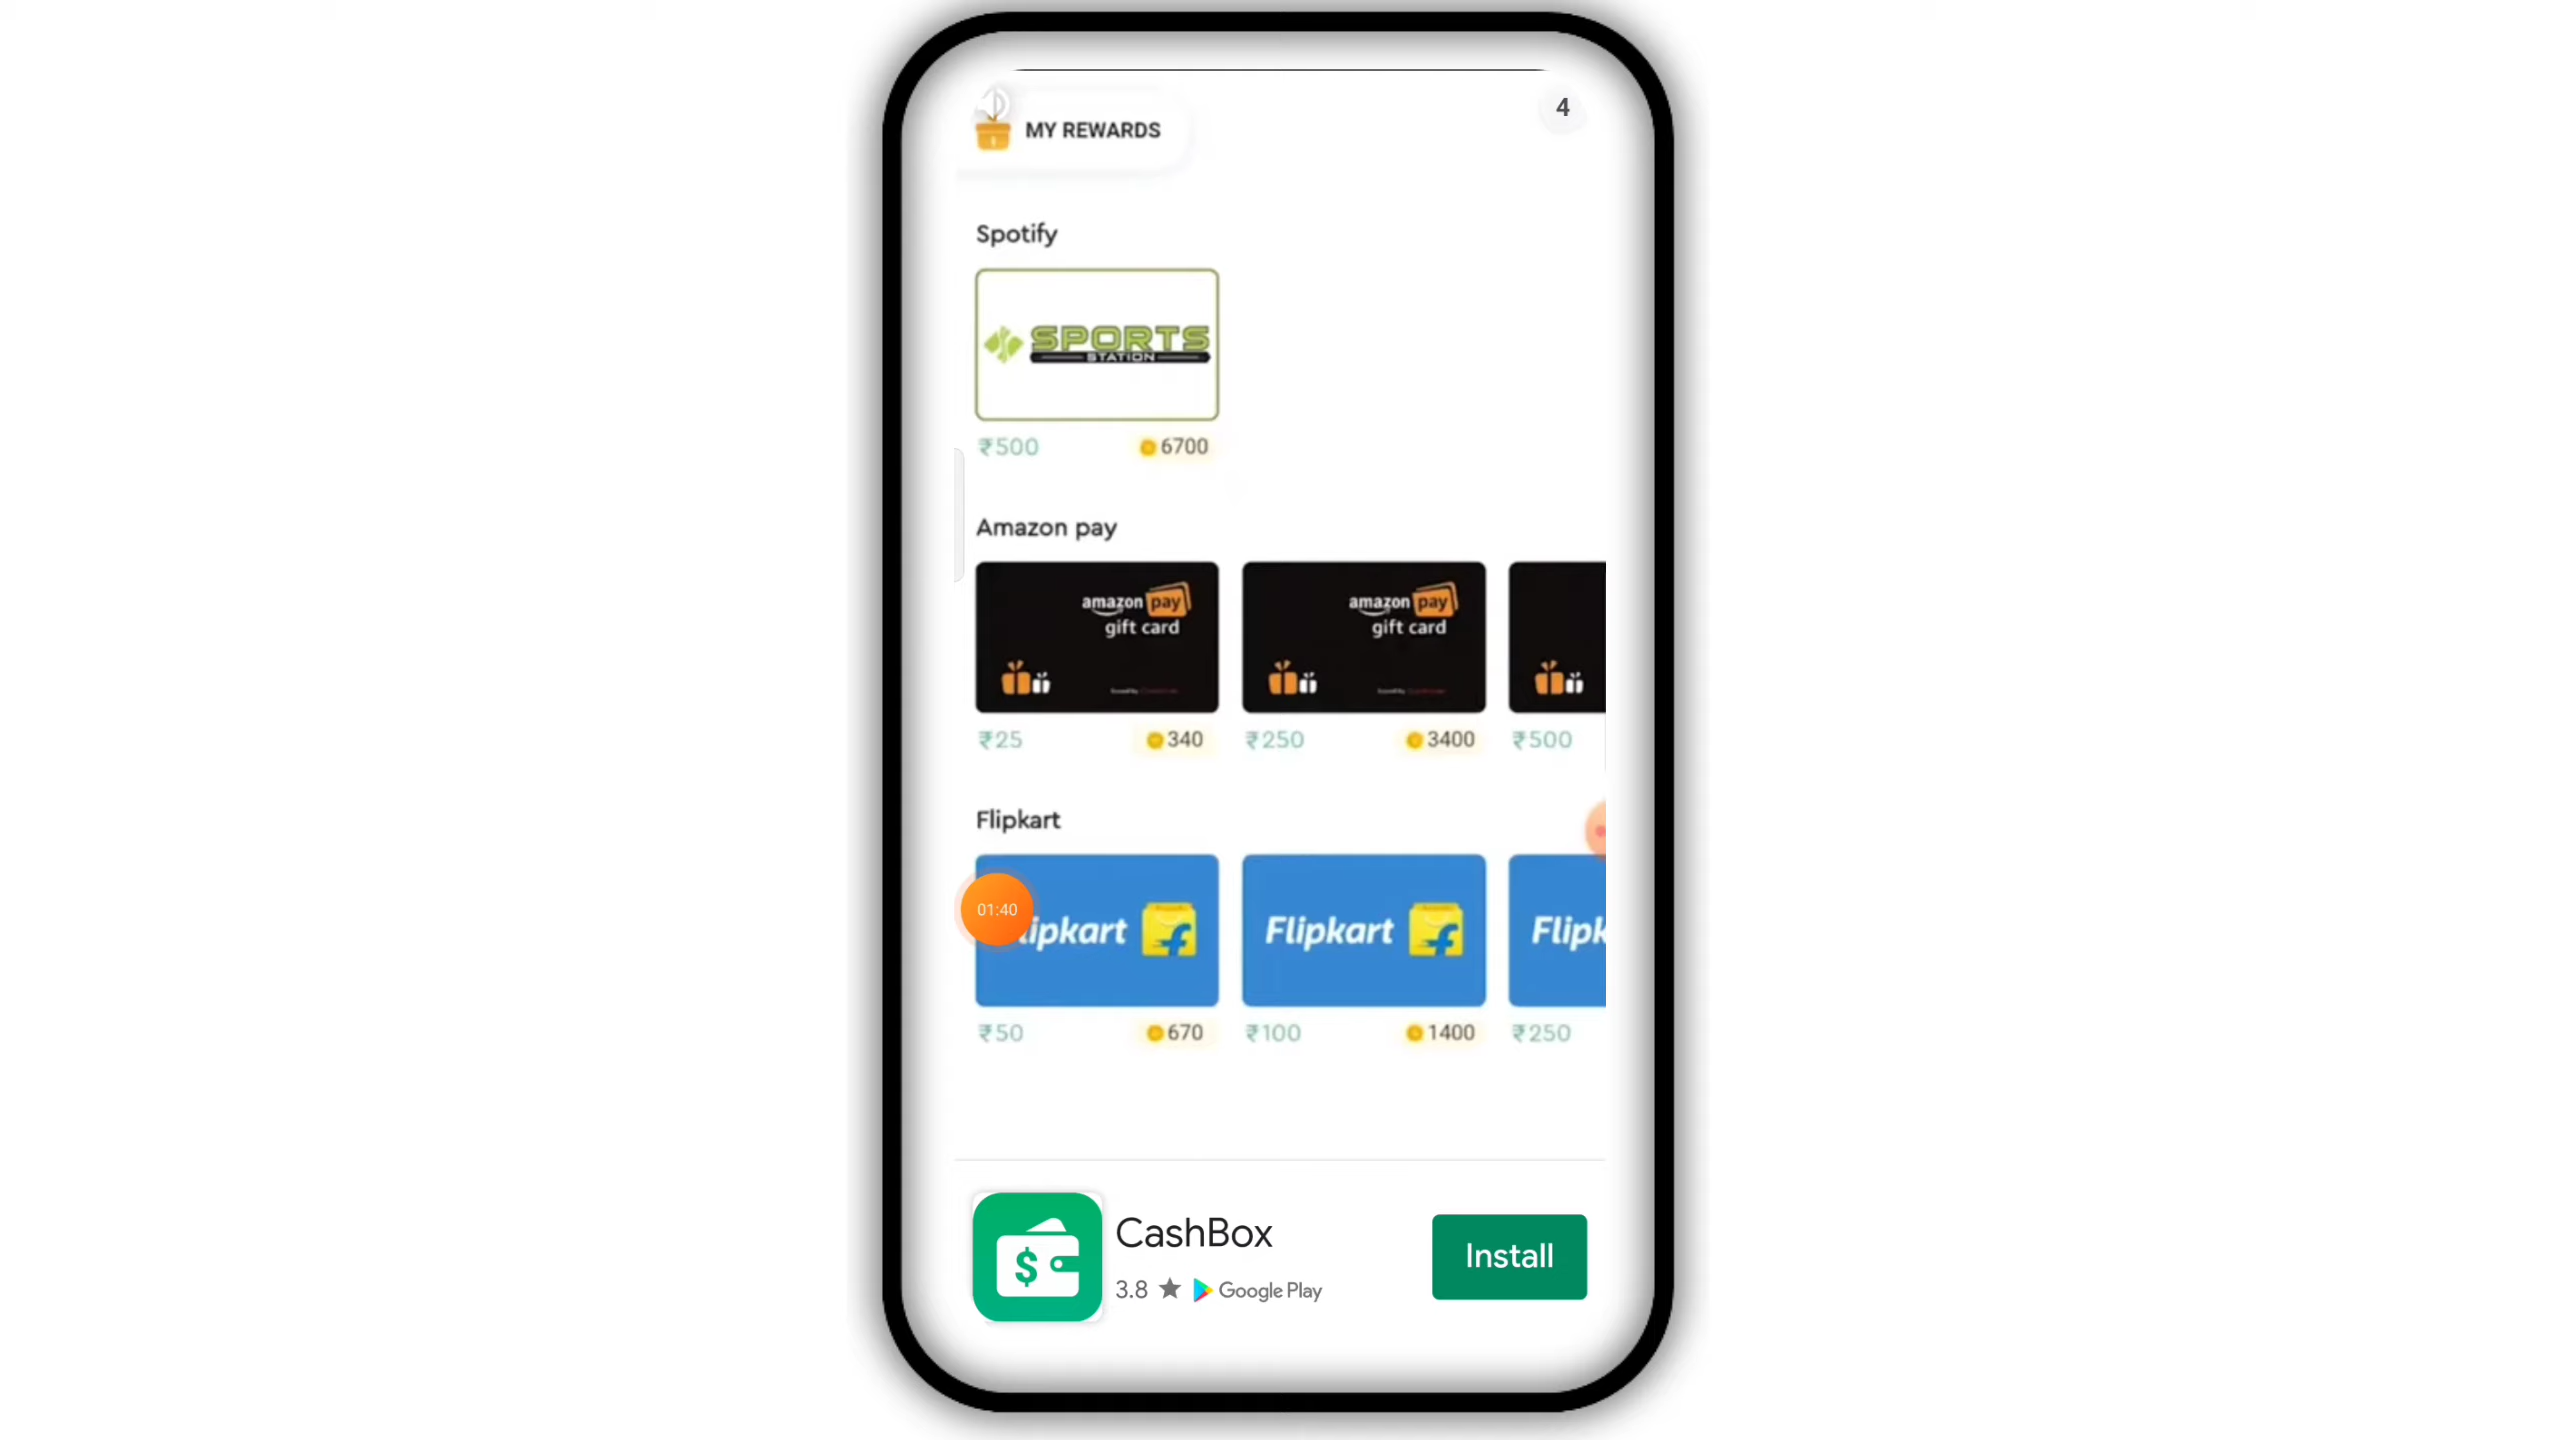 4
MY REWARDS
Spotify
SPORTS
STATION
₹500 6700
Amazon pay
amazon pay
gift card
amazon pay
gift card
₹25 340 ₹250 3400 ₹500
Flipkart
01:40
lipkart Flipkart Flipk
₹50 670 ₹100 1400 ₹250
CashBox
3.8 ★ Google Play
Install